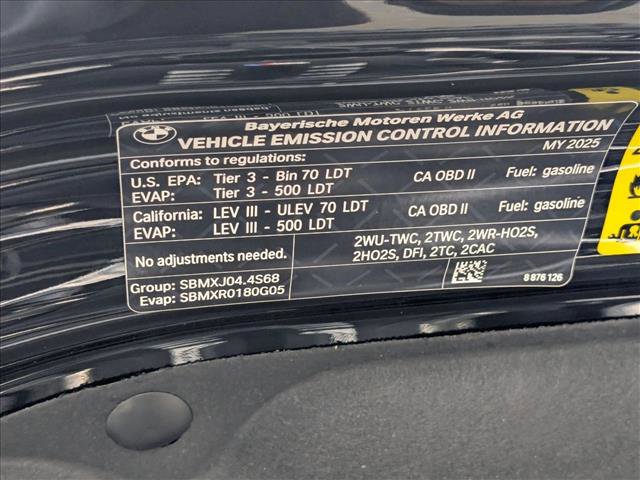 BMW
Bayerische Motoren Werke AG
VEHICLE EMISSION CONTROL INFORMATION
Conforms to regulations: MY 2025
U.S. EPA: Tier 3 - Bin 70 LDT CA OBD II Fuel: gasoline
EVAP: Tier 3 - 500 LDT
California: LEV III - ULEV 70 LDT CA OBD II Fuel: gasoline
EVAP: LEV III - 500 LDT
No adjustments needed. 2WU-TWC, 2TWC, 2WR-HO2S,
2HO2S, DFI, 2TC, 2CAC
Group: SBMXJ04.4S68
Evap: SBMXR0180G05 8 876 126